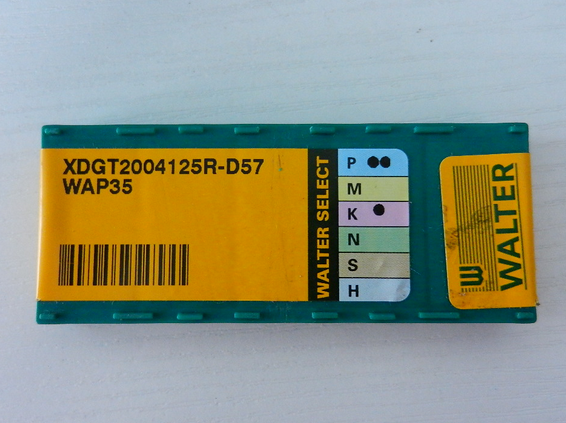 XDGT2004125R-D57
WAP35
WALTER SELECT
P
M
K
N
S
H
WALTER